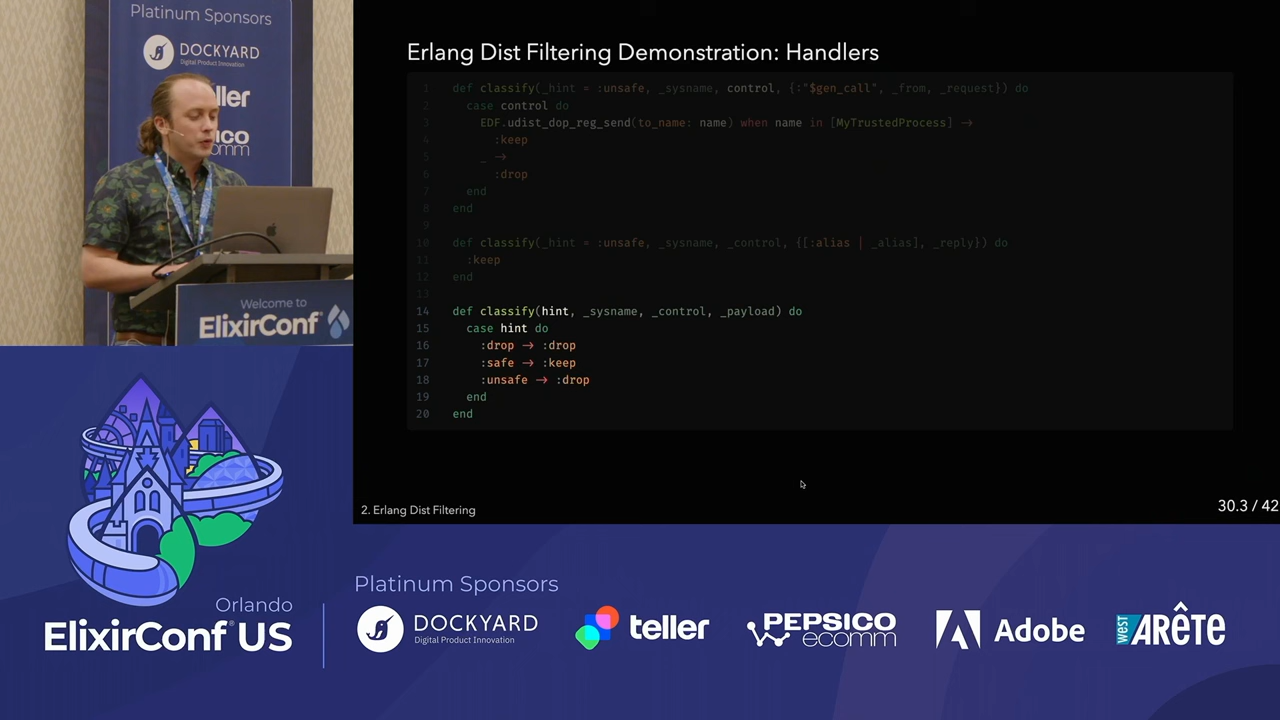 Platinum Sponsors
DOCKYARD
Digital Product Innovation
ller
ICO
omm
Welcome to
ElixirConf
Erlang Dist Filtering Demonstration: Handlers
1 def classify(_hint = :unsafe, _sysname, control, {:"$gen_call", _from, _request}) do
2 case control do
3 EDF.udist_dop_reg_send(to_name: name) when name in [MyTrustedProcess] →
4 :keep
5 _ →
6 :drop
7 end
8 end
9
10 def classify(_hint = :unsafe, _sysname, _control, {[:alias | _alias], _reply}) do
11 :keep
12 end
13
14 def classify(hint, _sysname, _control, _payload) do
15 case hint do
16 :drop → :drop
17 :safe → :keep
18 :unsafe → :drop
19 end
20 end
2. Erlang Dist Filtering
30.3 / 42
Orlando
ElixirConf® US
Platinum Sponsors
DOCKYARD
Digital Product Innovation
teller
PEPSICO
ecomm
Adobe
west
ARÊTE